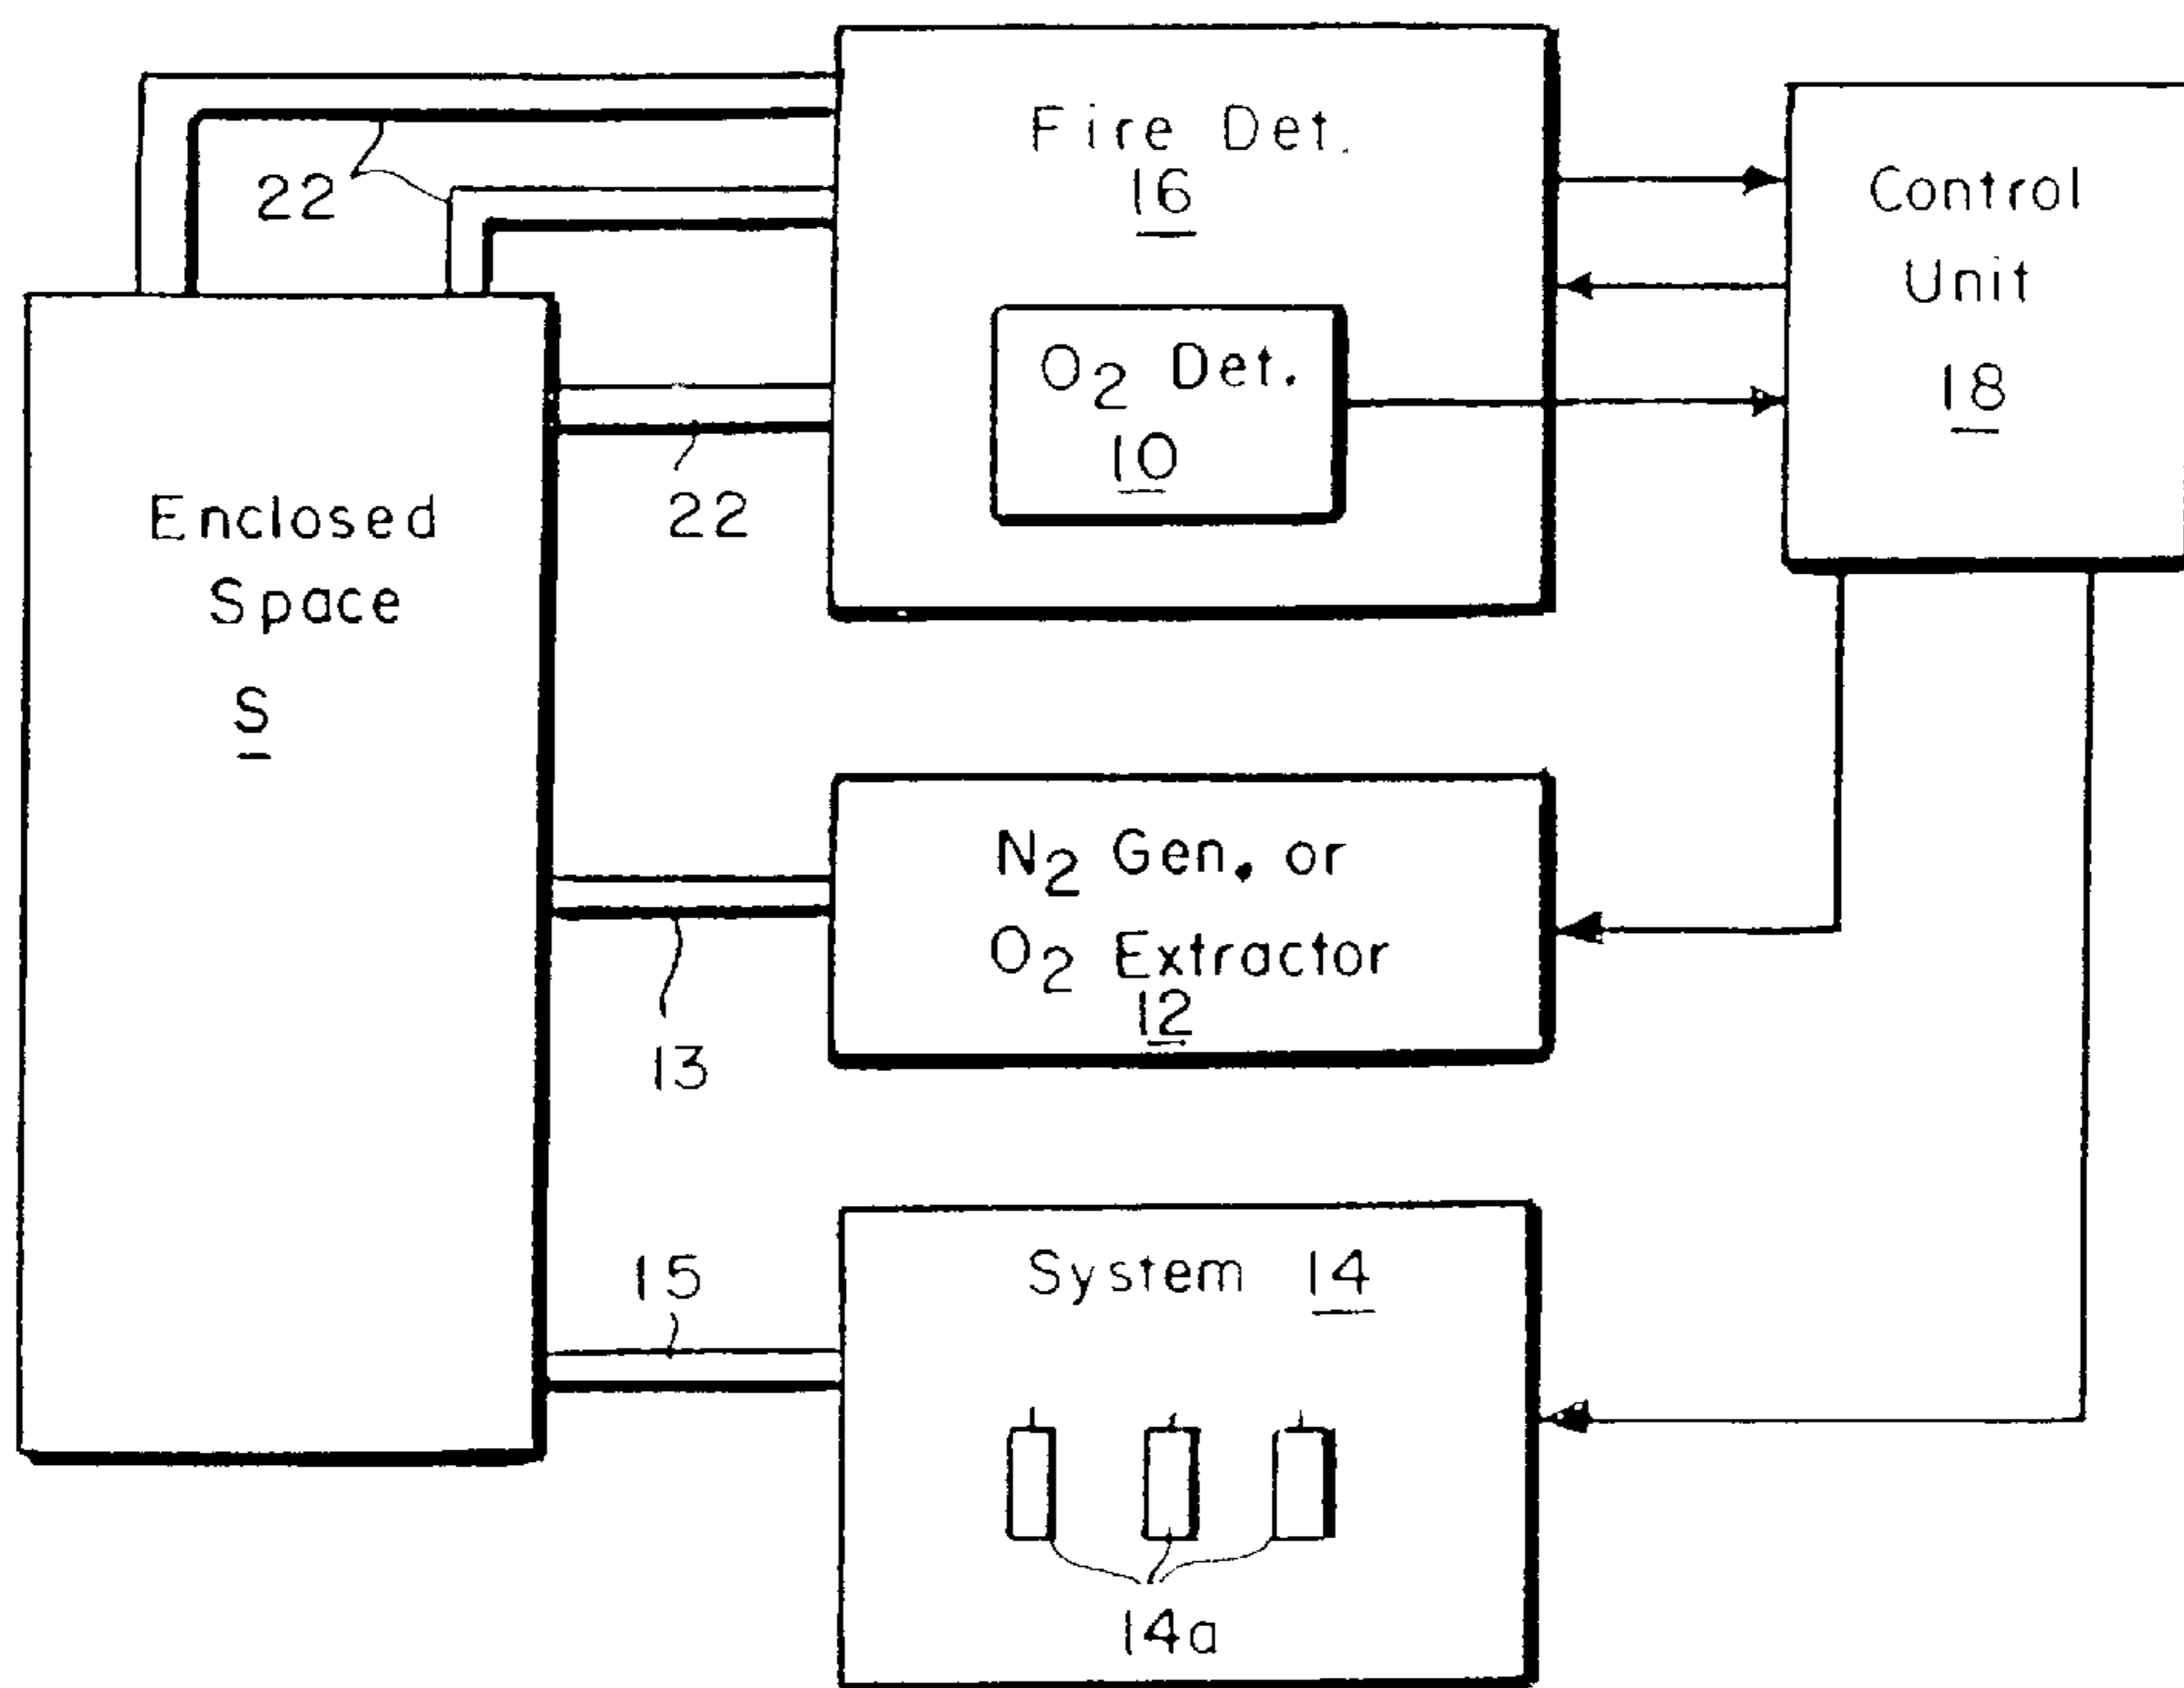 Fire Det.
16
22
Control
Unit
18
O2 Det.
10
22
Enclosed
Space
S
N2 Gen. or
O2 Extractor
12
13
15
System 14
14a